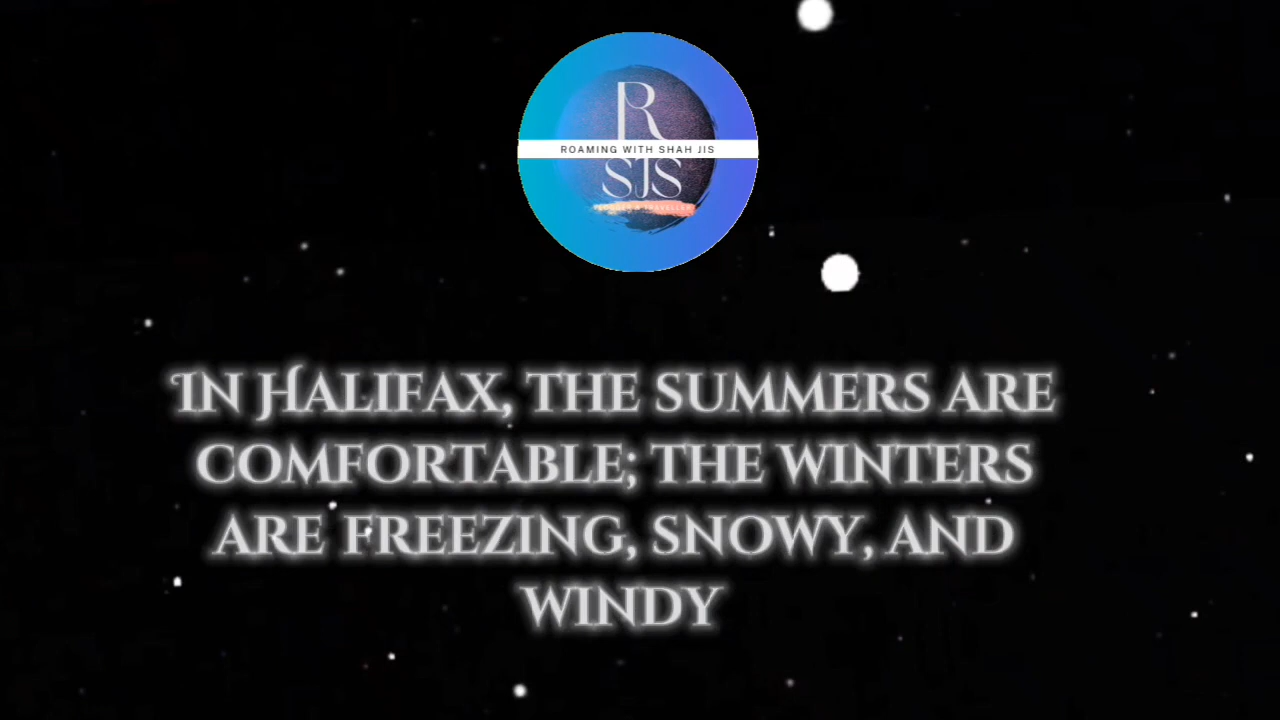 R
ROAMING WITH SHAH JIS
SJS
In Halifax, the summers are
comfortable; the winters
are freezing, snowy, and
windy